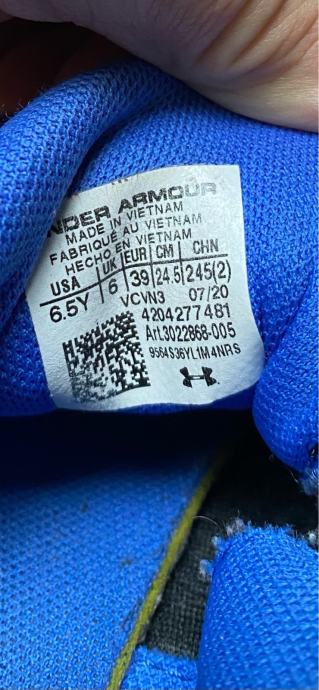 UNDER ARMOUR
MADE IN VIETNAM
FABRIQUÉ AU VIETNAM
HECHO EN VIETNAM
USA UK EUR CM CHN
6.5Y 6 39 24.5 245(2)
VCVN3 07/20
4204277481
Art.3022868-005
9564S36YL1M4NRS